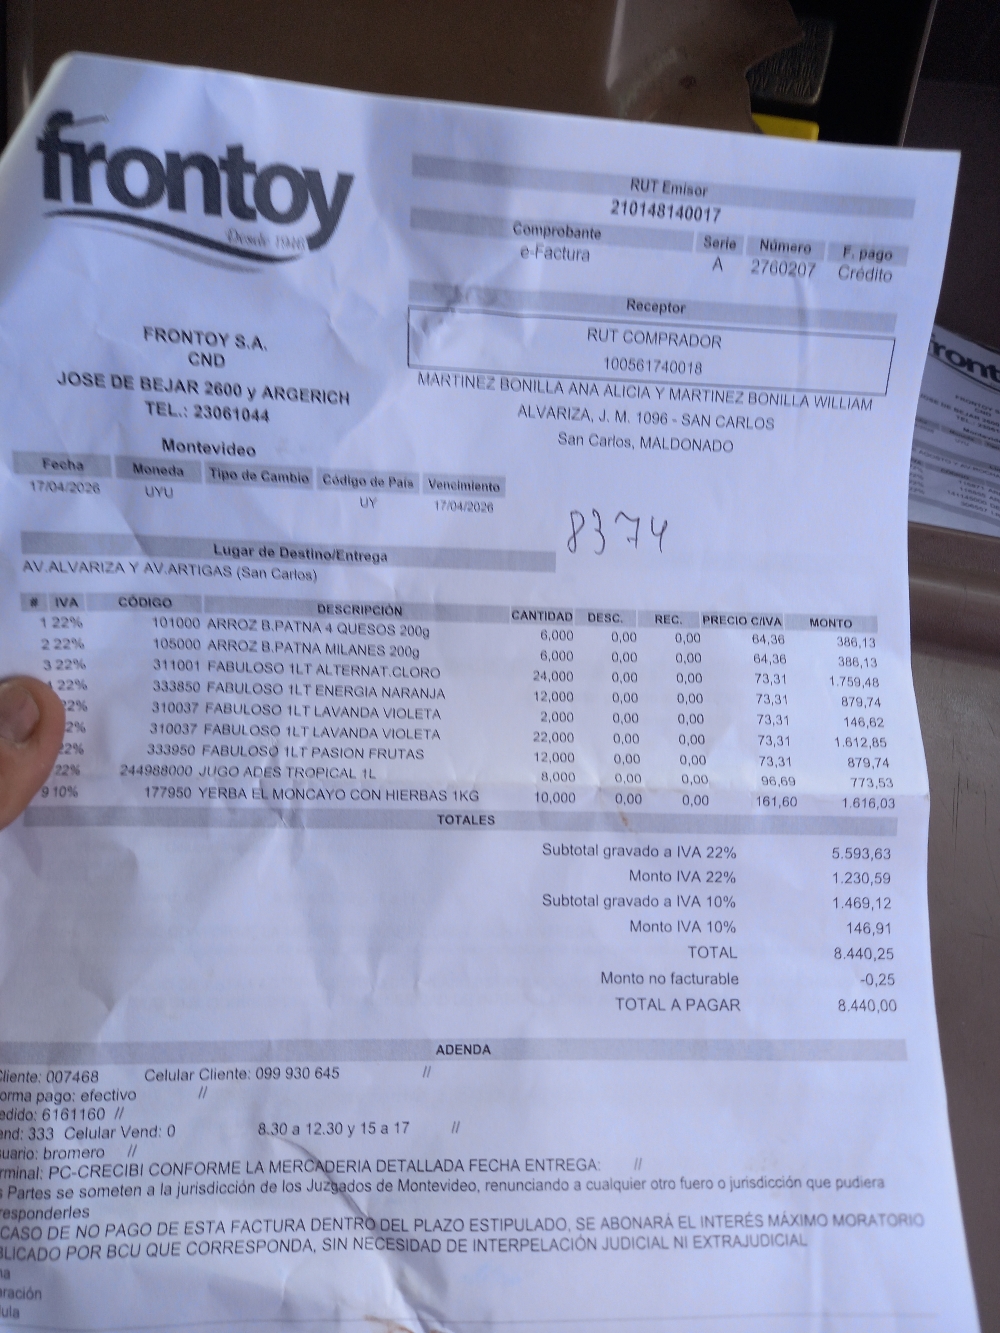 frontoy
Desde 1946
RUT Emisor
210148140017
Comprobante Serie Número F. pago
e-Factura A 2760207 Crédito
Receptor
RUT COMPRADOR
100561740018
MARTINEZ BONILLA ANA ALICIA Y MARTINEZ BONILLA WILLIAM
ALVARIZA, J. M. 1096 - SAN CARLOS
San Carlos, MALDONADO
FRONTOY S.A.
CND
JOSE DE BEJAR 2600 y ARGERICH
TEL.: 23061044
Montevideo
Fecha Moneda Tipo de Cambio Código de País Vencimiento
17/04/2026 UYU UY 17/04/2026
8374
Lugar de Destino/Entrega
AV.ALVARIZA Y AV.ARTIGAS (San Carlos)
# IVA CÓDIGO DESCRIPCIÓN CANTIDAD DESC. REC. PRECIO C/IVA MONTO
1 22% 101000 ARROZ B.PATNA 4 QUESOS 200g 6,000 0,00 0,00 64,36 386,13
2 22% 105000 ARROZ B.PATNA MILANES 200g 6,000 0,00 0,00 64,36 386,13
3 22% 311001 FABULOSO 1LT ALTERNAT.CLORO 24,000 0,00 0,00 73,31 1.759,48
22% 333850 FABULOSO 1LT ENERGIA NARANJA 12,000 0,00 0,00 73,31 879,74
22% 310037 FABULOSO 1LT LAVANDA VIOLETA 2,000 0,00 0,00 73,31 146,62
2% 310037 FABULOSO 1LT LAVANDA VIOLETA 22,000 0,00 0,00 73,31 1.612,85
22% 333950 FABULOSO 1LT PASION FRUTAS 12,000 0,00 0,00 73,31 879,74
22% 244988000 JUGO ADES TROPICAL 1L 8,000 0,00 0,00 96,69 773,53
9 10% 177950 YERBA EL MONCAYO CON HIERBAS 1KG 10,000 0,00 0,00 161,60 1.616,03
TOTALES
Subtotal gravado a IVA 22% 5.593,63
Monto IVA 22% 1.230,59
Subtotal gravado a IVA 10% 1.469,12
Monto IVA 10% 146,91
TOTAL 8.440,25
Monto no facturable -0,25
TOTAL A PAGAR 8.440,00
ADENDA
liente: 007468 Celular Cliente: 099 930 645 //
orma pago: efectivo //
edido: 6161160 //
end: 333 Celular Vend: 0 8.30 a 12.30 y 15 a 17 //
suario: bromero //
rminal: PC-CRECIBI CONFORME LA MERCADERIA DETALLADA FECHA ENTREGA: //
s Partes se someten a la jurisdicción de los Juzgados de Montevideo, renunciando a cualquier otro fuero o jurisdicción que pudiera
responderles
CASO DE NO PAGO DE ESTA FACTURA DENTRO DEL PLAZO ESTIPULADO, SE ABONARÁ EL INTERÉS MÁXIMO MORATORIO
BLICADO POR BCU QUE CORRESPONDA, SIN NECESIDAD DE INTERPELACIÓN JUDICIAL NI EXTRAJUDICIAL
ma
aración
dula
front